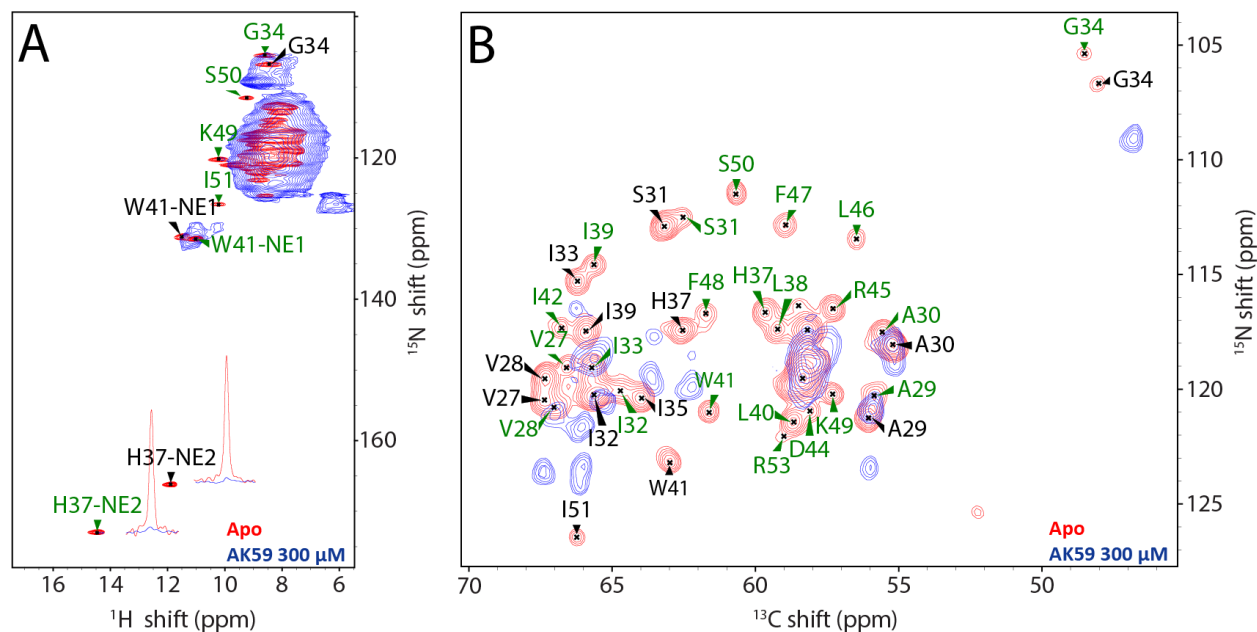 A
G34
G34
S50
K49
I51
W41-NE1
W41-NE1
H37-NE2
H37-NE2
Apo
AK59 300 µM
120
140
160
¹⁵N shift (ppm)
16
14
12
10
8
6
¹H shift (ppm)
B
G34
G34
S50
S31
S31
F47
L46
I39
I33
I42
I39
F48
H37
H37
L38
R45
A30
A30
V27
V28
I33
V27
V28
I32
I32
I35
W41
L40
K49
A29
A29
D44
R53
W41
I51
Apo
AK59 300 µM
105
110
115
120
125
¹⁵N shift (ppm)
70
65
60
55
50
¹³C shift (ppm)